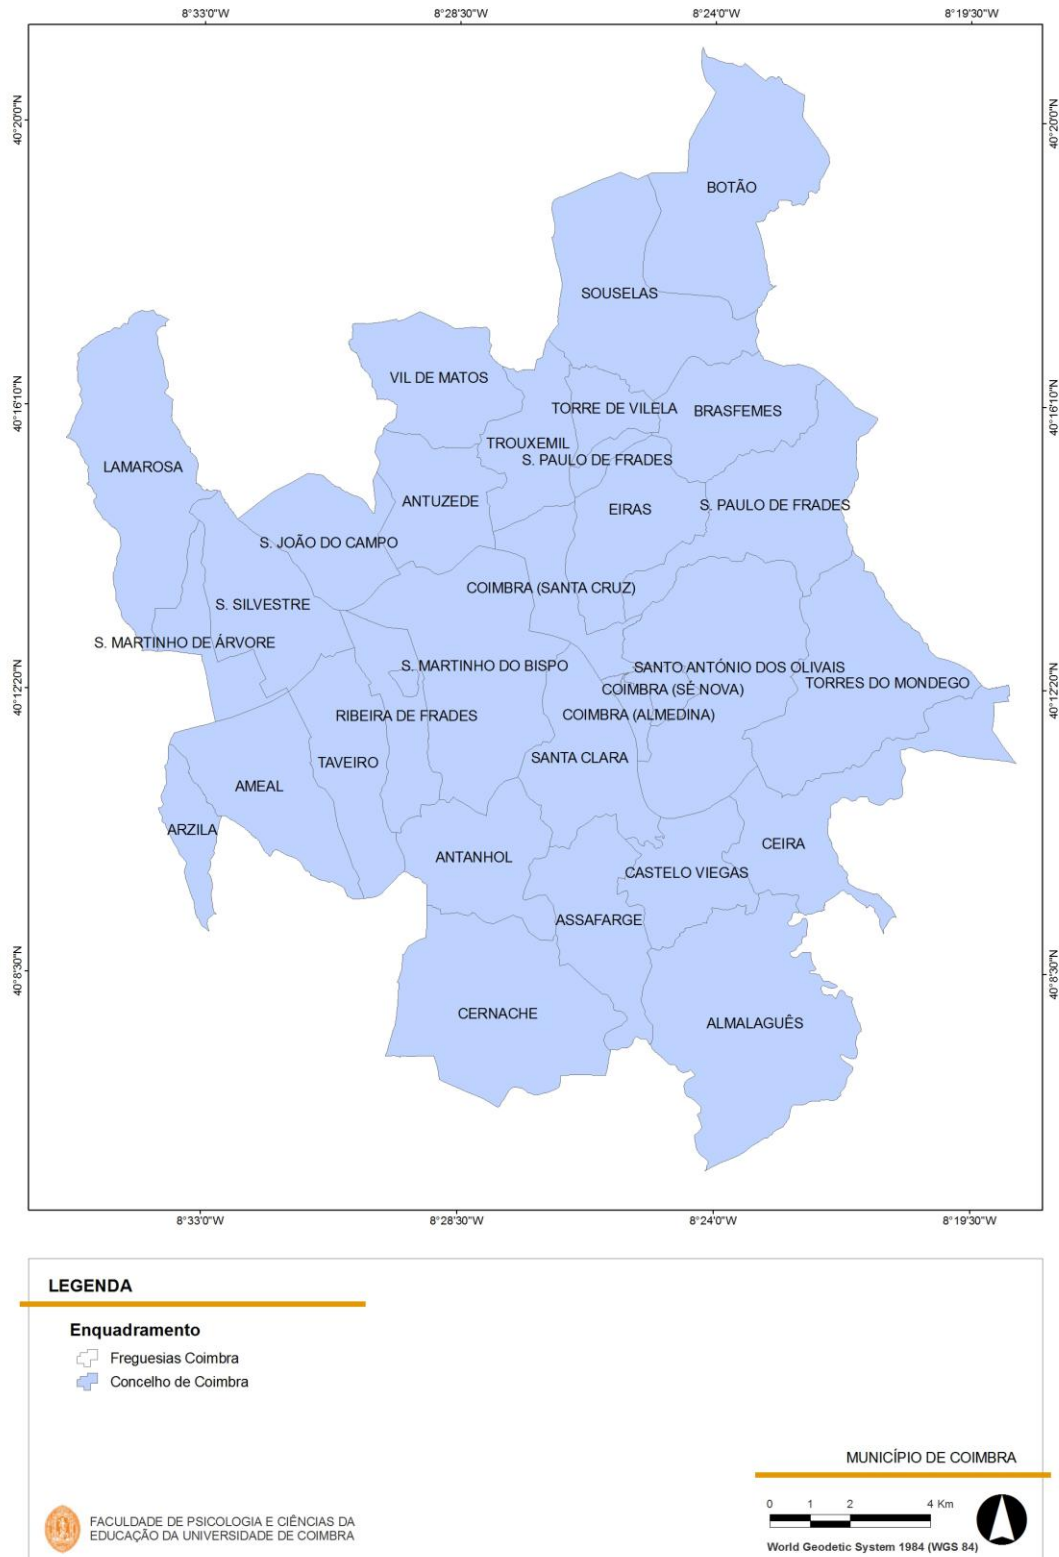 8°33'0"W
8°28'30"W
8°24'0"W
8°19'30"W
40°20'0"N
40°20'0"N
BOTÃO
SOUSELAS
VIL DE MATOS
40°16'10"N
40°16'10"N
TORRE DE VILELA
BRASFEMES
TROUXEMIL
S. PAULO DE FRADES
LAMAROSA
ANTUZEDE
EIRAS
S. PAULO DE FRADES
S. JOÃO DO CAMPO
COIMBRA (SANTA CRUZ)
S. SILVESTRE
S. MARTINHO DE ÁRVORE
S. MARTINHO DO BISPO
SANTO ANTÓNIO DOS OLIVAIS
40°12'20"N
40°12'20"N
TORRES DO MONDEGO
COIMBRA (SÉ NOVA)
RIBEIRA DE FRADES
COIMBRA (ALMEDINA)
TAVEIRO
SANTA CLARA
AMEAL
ARZILA
CEIRA
ANTANHOL
CASTELO VIEGAS
ASSAFARGE
40°8'30"N
40°8'30"N
CERNACHE
ALMALAGUÊS
8°33'0"W
8°28'30"W
8°24'0"W
8°19'30"W
LEGENDA
Enquadramento
Freguesias Coimbra
Concelho de Coimbra
MUNICÍPIO DE COIMBRA
0 1 2 4 Km
FACULDADE DE PSICOLOGIA E CIÊNCIAS DA
EDUCAÇÃO DA UNIVERSIDADE DE COIMBRA
World Geodetic System 1984 (WGS 84)